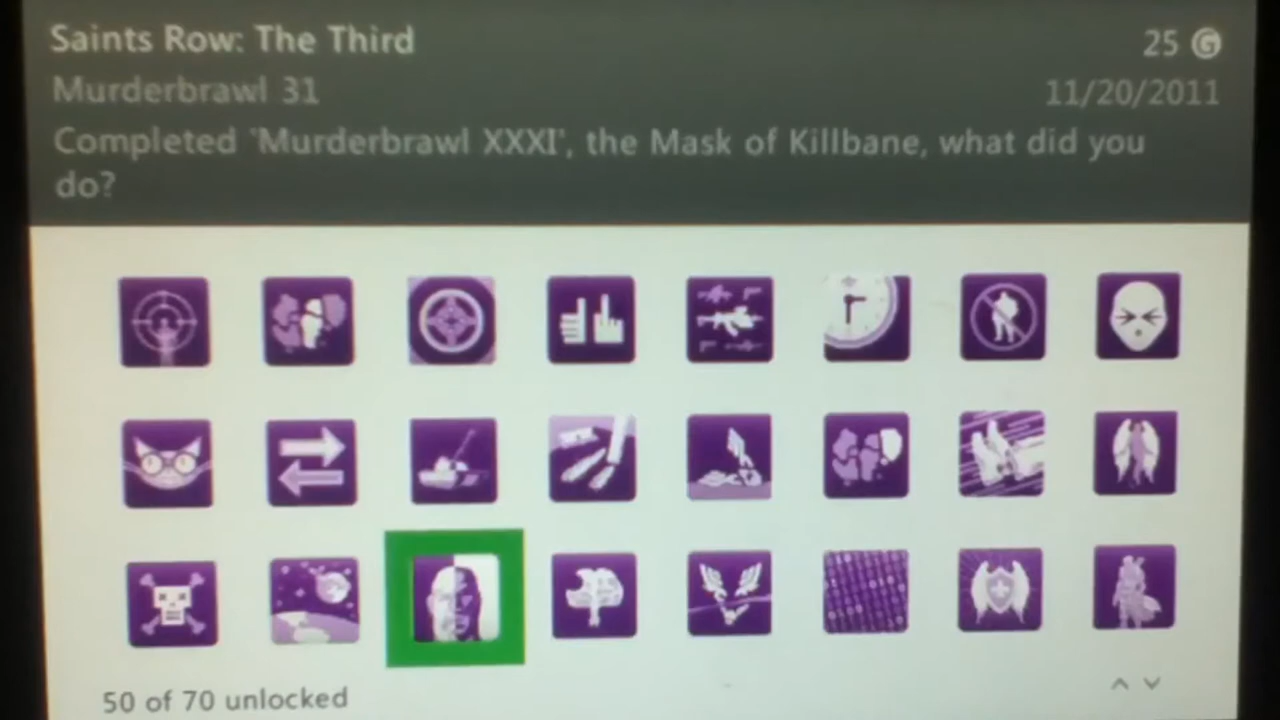 Saints Row: The Third
25 G
Murderbrawl 31
11/20/2011
Completed 'Murderbrawl XXXI', the Mask of Killbane, what did you
do?
50 of 70 unlocked